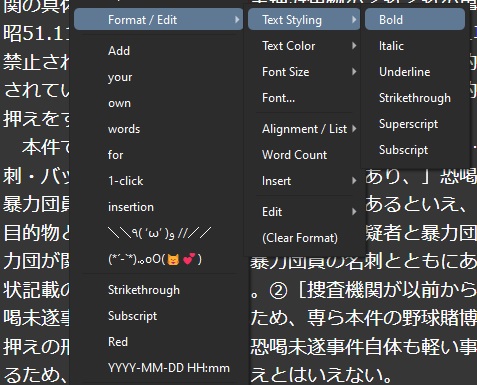 Format / Edit
Add
your
own
words
for
1-click
insertion
＼＼٩( 'ω' )و //／／
(*´-`*).｡oO(😺💕)
Strikethrough
Subscript
Red
YYYY-MM-DD HH:mm
Text Styling
Text Color
Font Size
Font...
Alignment / List
Word Count
Insert
Edit
(Clear Format)
Bold
Italic
Underline
Strikethrough
Superscript
Subscript
関の具体
昭51.11
禁止され
されてい
押えをす
本件で
刺・バッ あり、」恐喝
暴力団員 あるといえ、
目的物と 疑者と暴力団
力団が関 暴力団員の名刺とともにあ
状記載の 。②［捜査機関が以前から
喝未遂事 ため、専ら本件の野球賭博
押えの形 恐喝未遂事件自体も軽い事
るため、 えとはいえない。